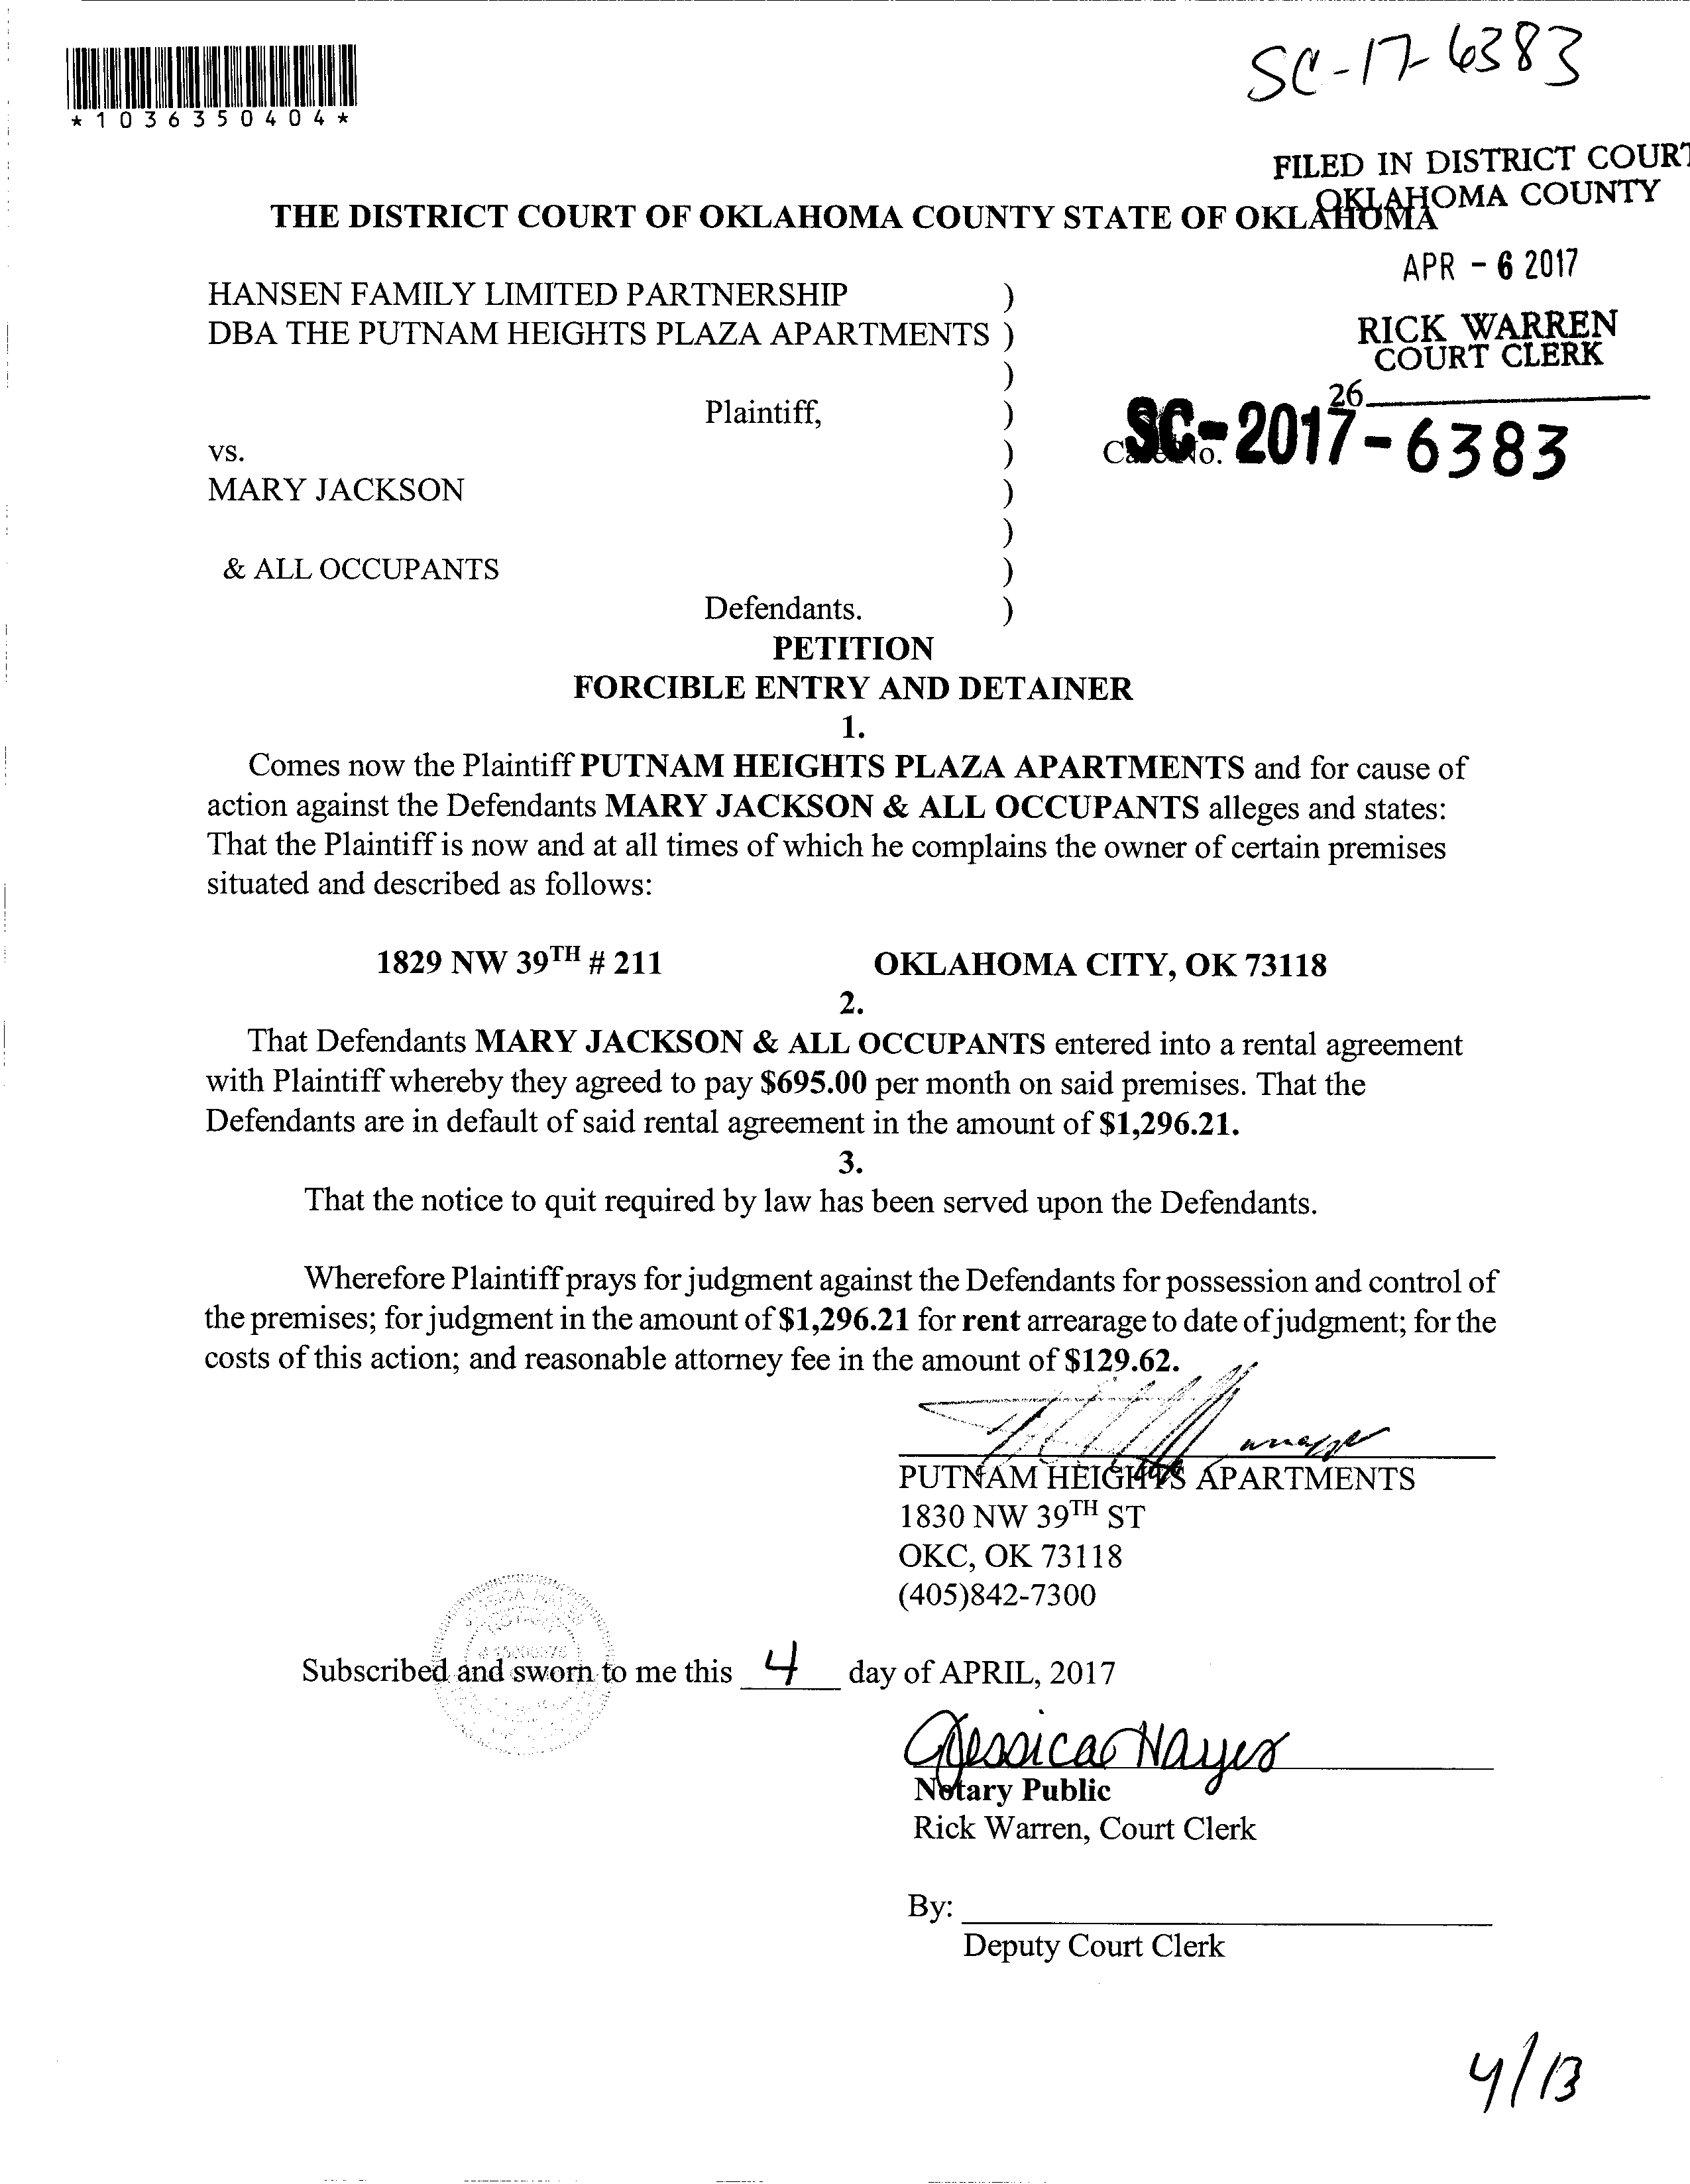 SC-17-6383
*1036350404*
FILED IN DISTRICT COURT
OKLAHOMA COUNTY
THE DISTRICT COURT OF OKLAHOMA COUNTY STATE OF OKLAHOMA
APR - 6 2017
HANSEN FAMILY LIMITED PARTNERSHIP )
DBA THE PUTNAM HEIGHTS PLAZA APARTMENTS )
RICK WARREN
COURT CLERK
)
26
Plaintiff, )
Case No. SC-2017-6383
vs. )
MARY JACKSON )
)
& ALL OCCUPANTS )
Defendants. )
PETITION
FORCIBLE ENTRY AND DETAINER
1.
Comes now the Plaintiff PUTNAM HEIGHTS PLAZA APARTMENTS and for cause of
action against the Defendants MARY JACKSON & ALL OCCUPANTS alleges and states:
That the Plaintiff is now and at all times of which he complains the owner of certain premises
situated and described as follows:
1829 NW 39TH # 211 OKLAHOMA CITY, OK 73118
2.
That Defendants MARY JACKSON & ALL OCCUPANTS entered into a rental agreement
with Plaintiff whereby they agreed to pay $695.00 per month on said premises. That the
Defendants are in default of said rental agreement in the amount of $1,296.21.
3.
That the notice to quit required by law has been served upon the Defendants.
Wherefore Plaintiff prays for judgment against the Defendants for possession and control of
the premises; for judgment in the amount of $1,296.21 for rent arrearage to date of judgment; for the
costs of this action; and reasonable attorney fee in the amount of $129.62.
manager
PUTNAM HEIGHTS APARTMENTS
1830 NW 39TH ST
OKC, OK 73118
(405)842-7300
Subscribed and sworn to me this 4 day of APRIL, 2017
Jessica Hayes
Notary Public
Rick Warren, Court Clerk
By:
Deputy Court Clerk
4/13